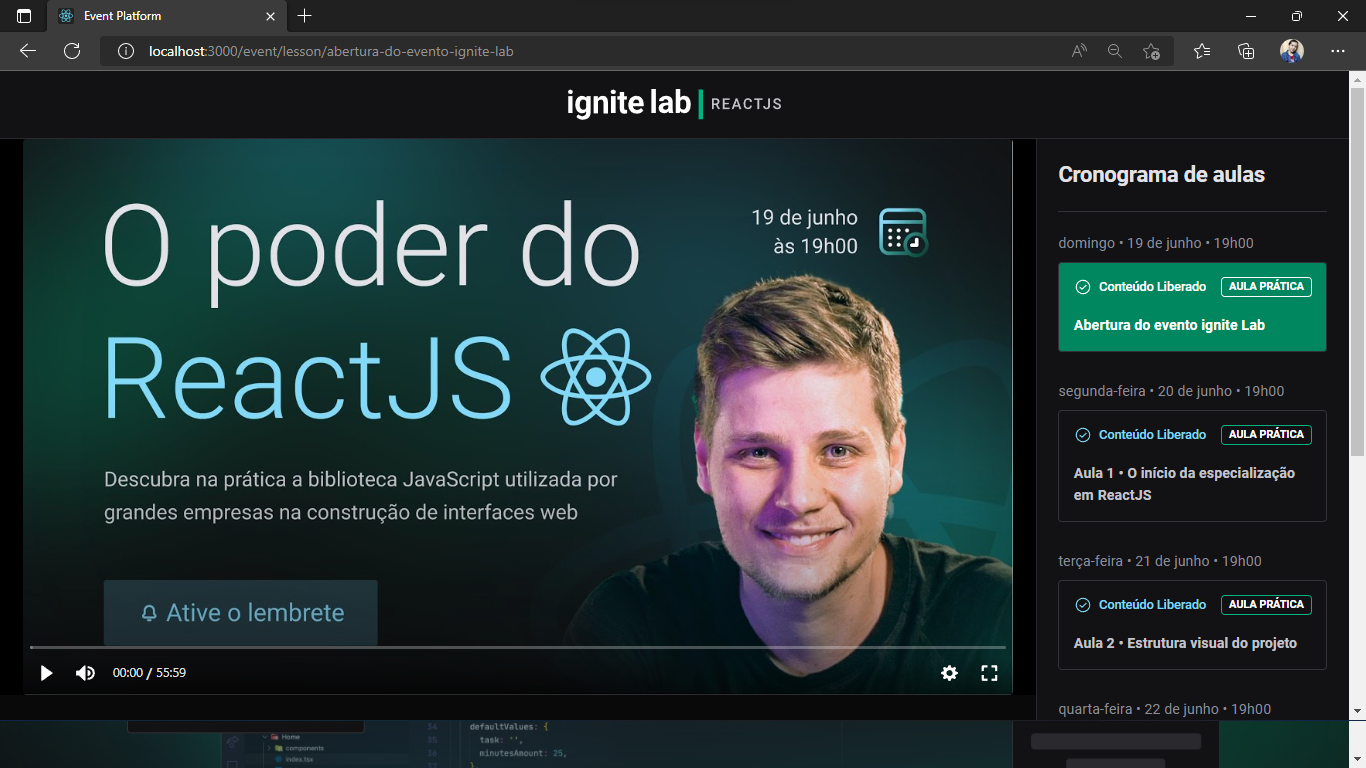 Event Platform
localhost:3000/event/lesson/abertura-do-evento-ignite-lab
ignite lab | REACTJS
O poder do
ReactJS
19 de junho
às 19h00
Descubra na prática a biblioteca JavaScript utilizada por
grandes empresas na construção de interfaces web
Ative o lembrete
00:00 / 55:59
Cronograma de aulas
domingo • 19 de junho • 19h00
Conteúdo Liberado AULA PRÁTICA
Abertura do evento ignite Lab
segunda-feira • 20 de junho • 19h00
Conteúdo Liberado AULA PRÁTICA
Aula 1 • O início da especialização
em ReactJS
terça-feira • 21 de junho • 19h00
Conteúdo Liberado AULA PRÁTICA
Aula 2 • Estrutura visual do projeto
quarta-feira • 22 de junho • 19h00
Home
components
index.tsx
34 defaultValues: {
35 task: '',
36 minutesAmount: 25,
37 }